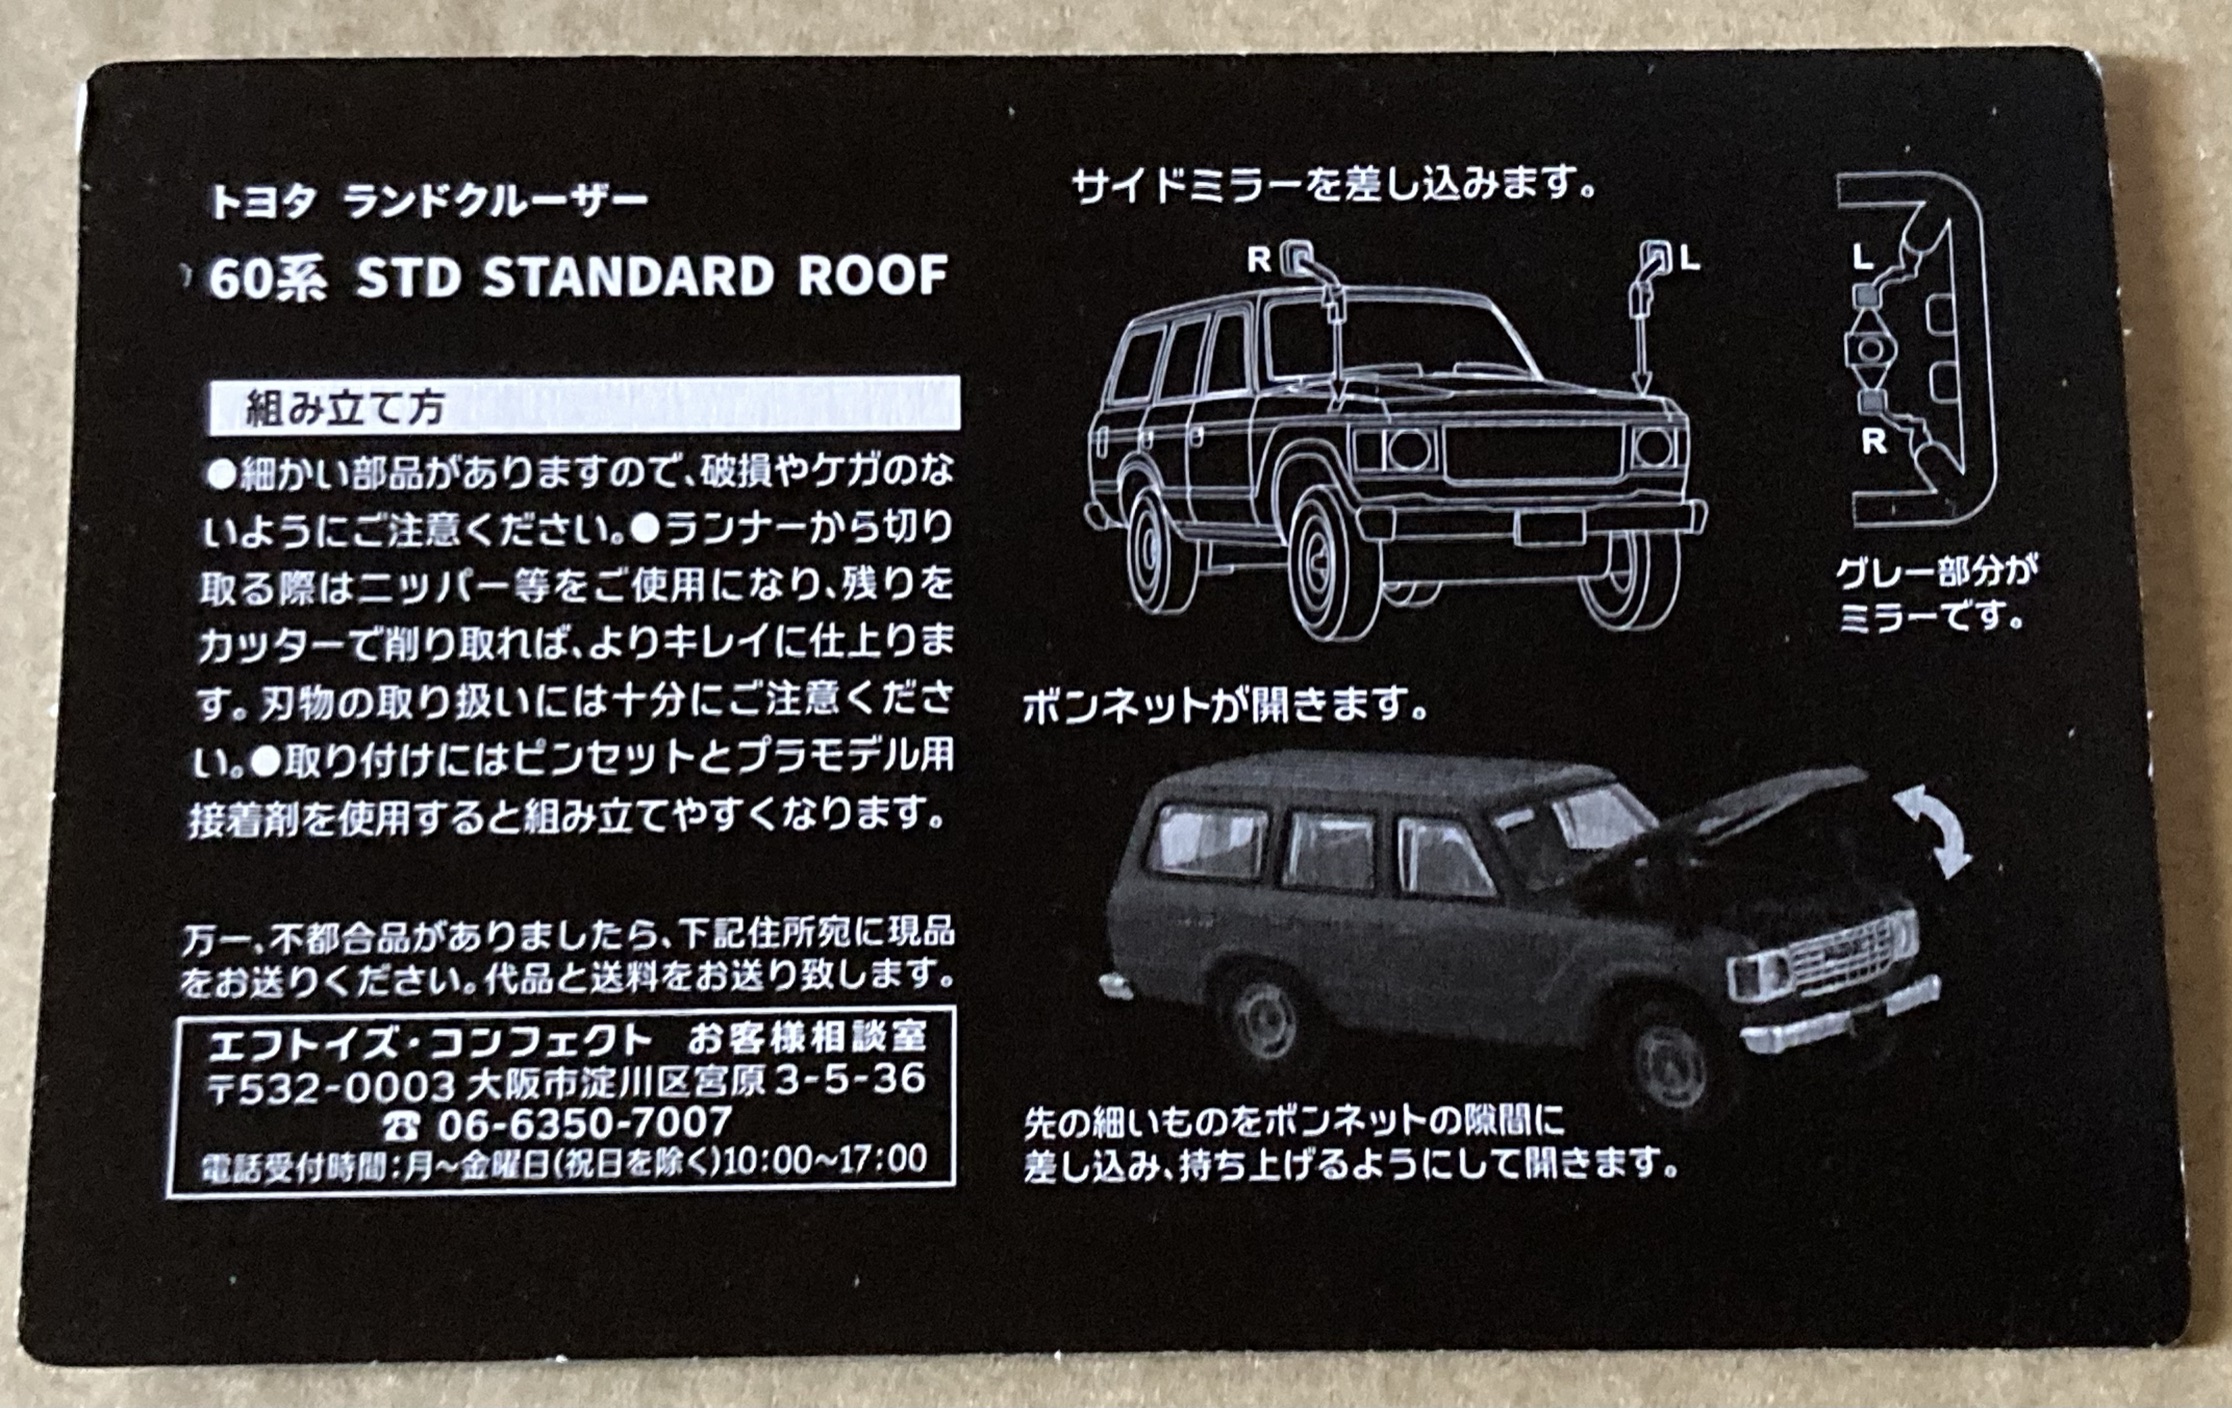 トヨタ ランドクルーザー
60系 STD STANDARD ROOF
組み立て方
●細かい部品がありますので、破損やケガのな
いようにご注意ください。●ランナーから切り
取る際はニッパー等をご使用になり、残りを
カッターで削り取れば、よりキレイに仕上りま
す。刃物の取り扱いには十分にご注意くださ
い。●取り付けにはピンセットとプラモデル用
接着剤を使用すると組み立てやすくなります。
万一、不都合品がありましたら、下記住所宛に現品
をお送りください。代品と送料をお送り致します。
エフトイズ・コンフェクト お客様相談室
〒532-0003 大阪市淀川区宮原3-5-36
☎ 06-6350-7007
電話受付時間:月~金曜日(祝日を除く)10:00~17:00
サイドミラーを差し込みます。
R
L
L
R
グレー部分が
ミラーです。
ボンネットが開きます。
先の細いものをボンネットの隙間に
差し込み、持ち上げるようにして開きます。